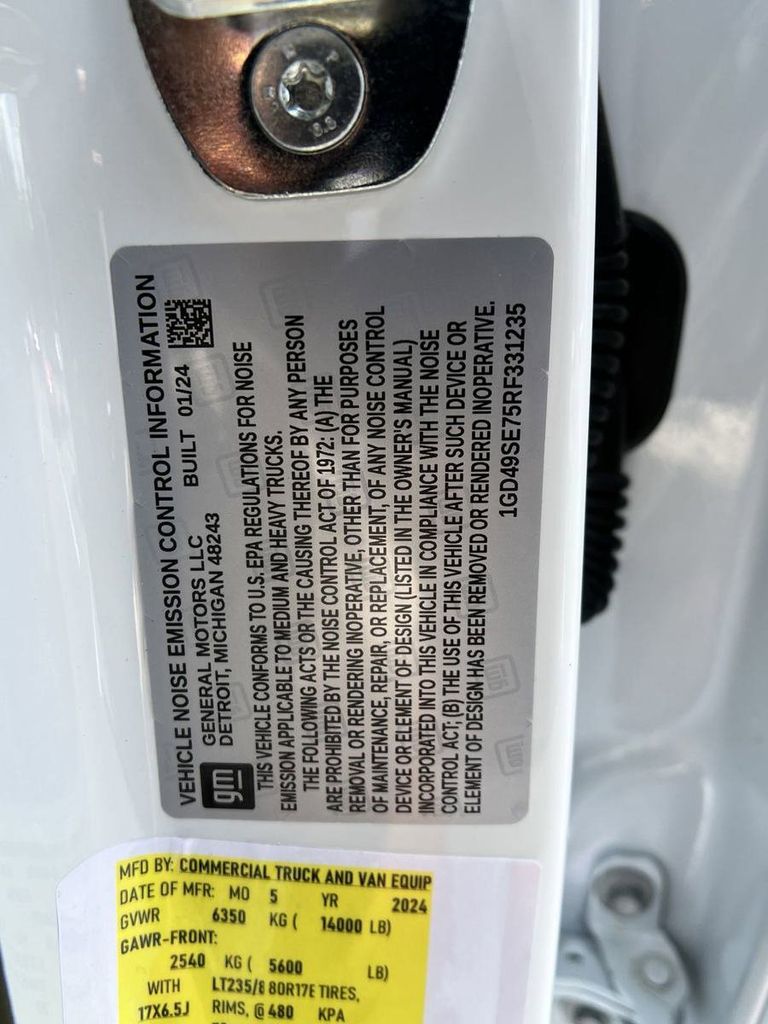 8.8
VEHICLE NOISE EMISSION CONTROL INFORMATION
gm
GENERAL MOTORS LLC
DETROIT, MICHIGAN 48243
BUILT 01/24
THIS VEHICLE CONFORMS TO U.S. EPA REGULATIONS FOR NOISE
EMISSION APPLICABLE TO MEDIUM AND HEAVY TRUCKS.
THE FOLLOWING ACTS OR THE CAUSING THEREOF BY ANY PERSON
ARE PROHIBITED BY THE NOISE CONTROL ACT OF 1972: (A) THE
REMOVAL OR RENDERING INOPERATIVE, OTHER THAN FOR PURPOSES
OF MAINTENANCE, REPAIR, OR REPLACEMENT, OF ANY NOISE CONTROL
DEVICE OR ELEMENT OF DESIGN (LISTED IN THE OWNER'S MANUAL)
INCORPORATED INTO THIS VEHICLE IN COMPLIANCE WITH THE NOISE
CONTROL ACT; (B) THE USE OF THIS VEHICLE AFTER SUCH DEVICE OR
ELEMENT OF DESIGN HAS BEEN REMOVED OR RENDERED INOPERATIVE.
1GD49SE75RF331235
MFD BY: COMMERCIAL TRUCK AND VAN EQUIP
DATE OF MFR: MO 5 YR 2024
GVWR 6350 KG ( 14000 LB)
GAWR-FRONT:
2540 KG ( 5600 LB)
WITH LT235/8 80R17E TIRES,
17X6.5J RIMS, @ 480 KPA